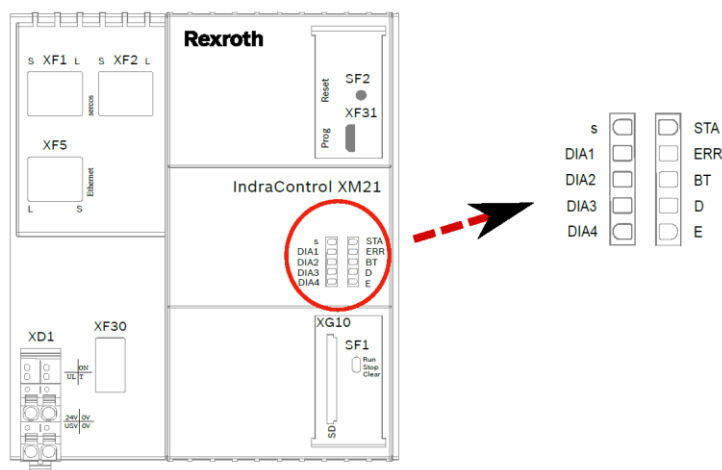 Rexroth
S XF1 L S XF2 L
sercos
XF5
Ethernet
L S
Reset
SF2
XF31
Prog
IndraControl XM21
s STA
DIA1 ERR
DIA2 BT
DIA3 D
DIA4 E
s STA
DIA1 ERR
DIA2 BT
DIA3 D
DIA4 E
XD1
XF30
ON
UL T
24V 0V
USV 0V
XG10
SF1
Run
Stop
Clear
SD